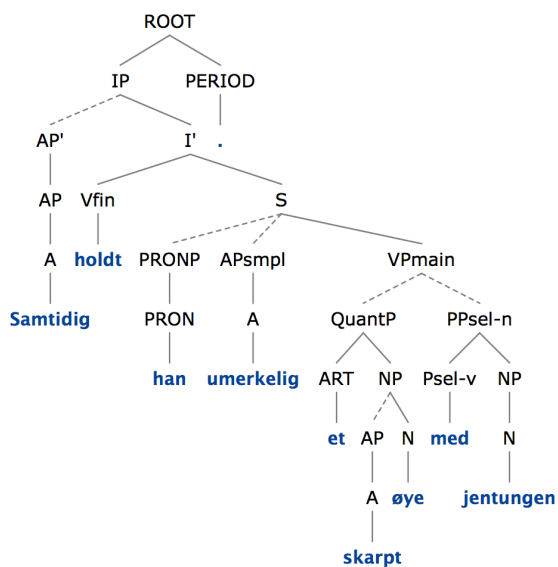 ROOT
IP PERIOD
AP' I' .
AP Vfin S
A holdt PRONP APsmpl VPmain
Samtidig PRON A QuantP PPsel-n
han umerkelig ART NP Psel-v NP
et AP N med N
A øye jentungen
skarpt